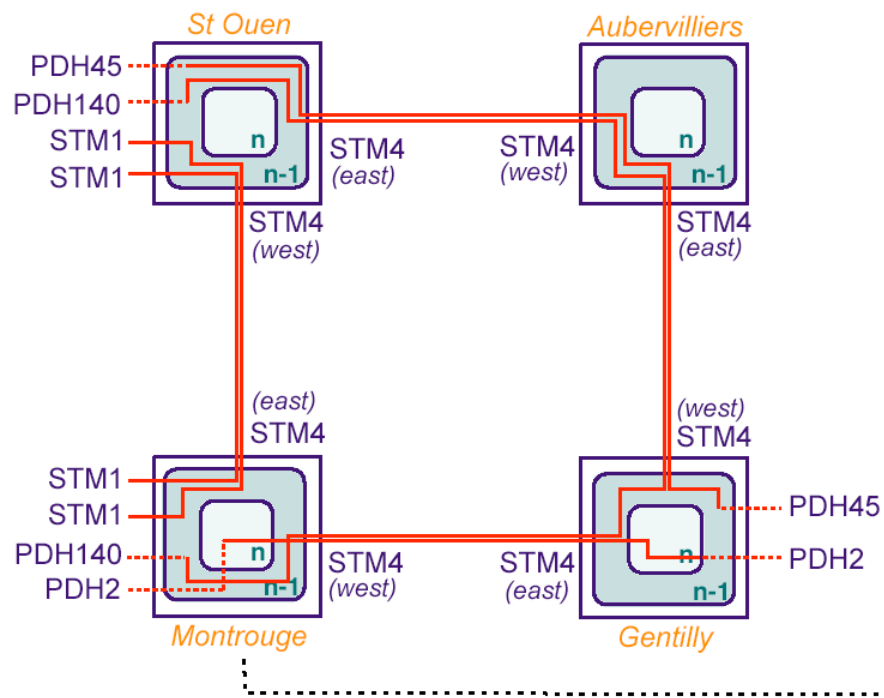 St Ouen
Aubervilliers
PDH45
PDH140
STM1
STM1
n
n-1
STM4
(east)
STM4
(west)
STM4
(west)
n
n-1
STM4
(east)
(east)
STM4
(west)
STM4
STM1
STM1
PDH140
PDH2
n
n-1
STM4
(west)
STM4
(east)
n
n-1
PDH45
PDH2
Montrouge
Gentilly